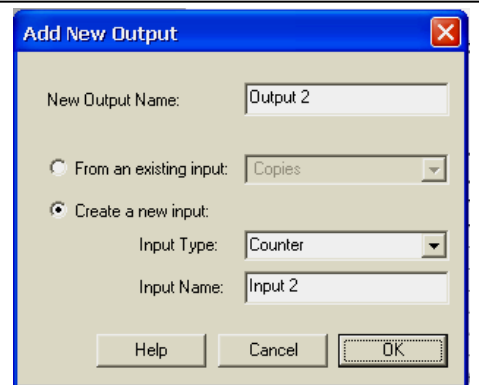 Add New Output
New Output Name: Output 2
From an existing input: Copies
Create a new input:
Input Type: Counter
Input Name: Input 2
Help Cancel OK